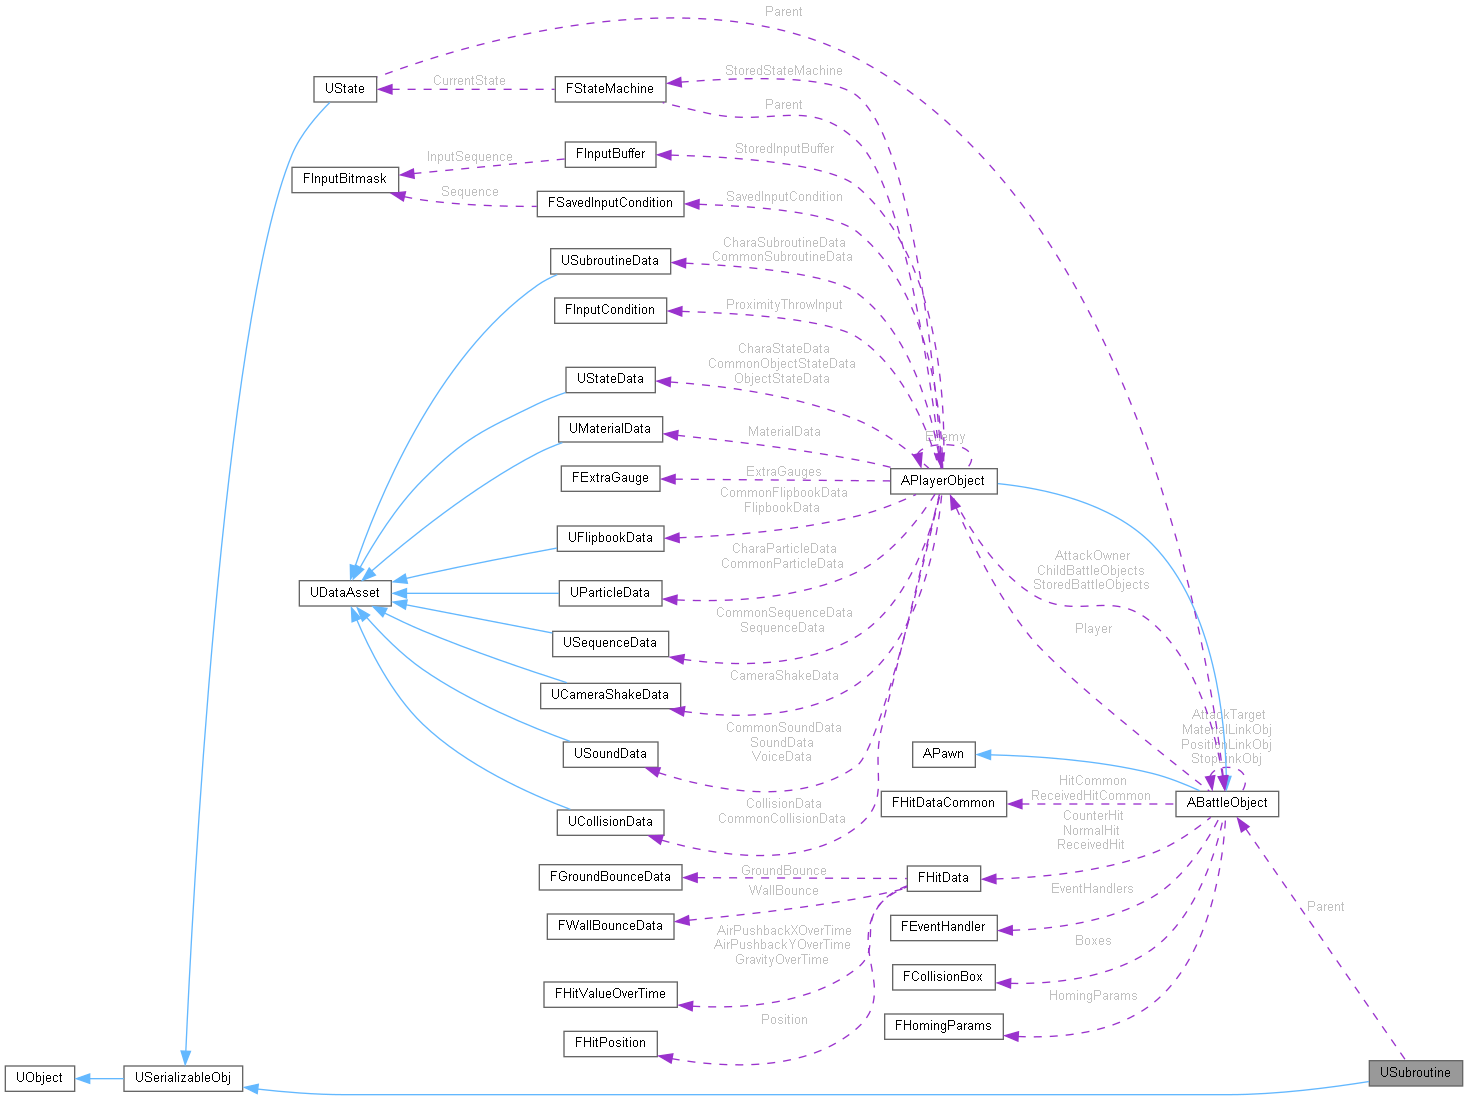 Parent
UState
CurrentState
FStateMachine
StoredStateMachine
Parent
FInputBitmask
InputSequence
FInputBuffer
StoredInputBuffer
Sequence
FSavedInputCondition
SavedInputCondition
USubroutineData
CharaSubroutineData
CommonSubroutineData
FInputCondition
ProximityThrowInput
UStateData
CharaStateData
CommonObjectStateData
ObjectStateData
UMaterialData
MaterialData
Enemy
APlayerObject
FExtraGauge
ExtraGauges
CommonFlipbookData
FlipbookData
UFlipbookData
CharaParticleData
CommonParticleData
UDataAsset
UParticleData
AttackOwner
ChildBattleObjects
StoredBattleObjects
Player
CommonSequenceData
SequenceData
USequenceData
CameraShakeData
UCameraShakeData
CommonSoundData
SoundData
VoiceData
USoundData
APawn
AttackTarget
MaterialLinkObj
PositionLinkObj
StopLinkObj
HitCommon
ReceivedHitCommon
FHitDataCommon
ABattleObject
CollisionData
CommonCollisionData
UCollisionData
CounterHit
NormalHit
ReceivedHit
FGroundBounceData
GroundBounce
FHitData
WallBounce
EventHandlers
FWallBounceData
AirPushbackXOverTime
AirPushbackYOverTime
GravityOverTime
FEventHandler
Parent
Boxes
FCollisionBox
FHitValueOverTime
HomingParams
Position
FHomingParams
FHitPosition
UObject
USerializableObj
USubroutine